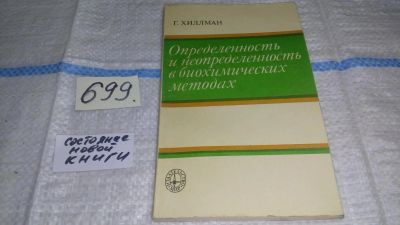 Г. ХИЛЛМАН
Определенность
и неопределенность
в биохимических
методах
699.
состояние
новой
книги